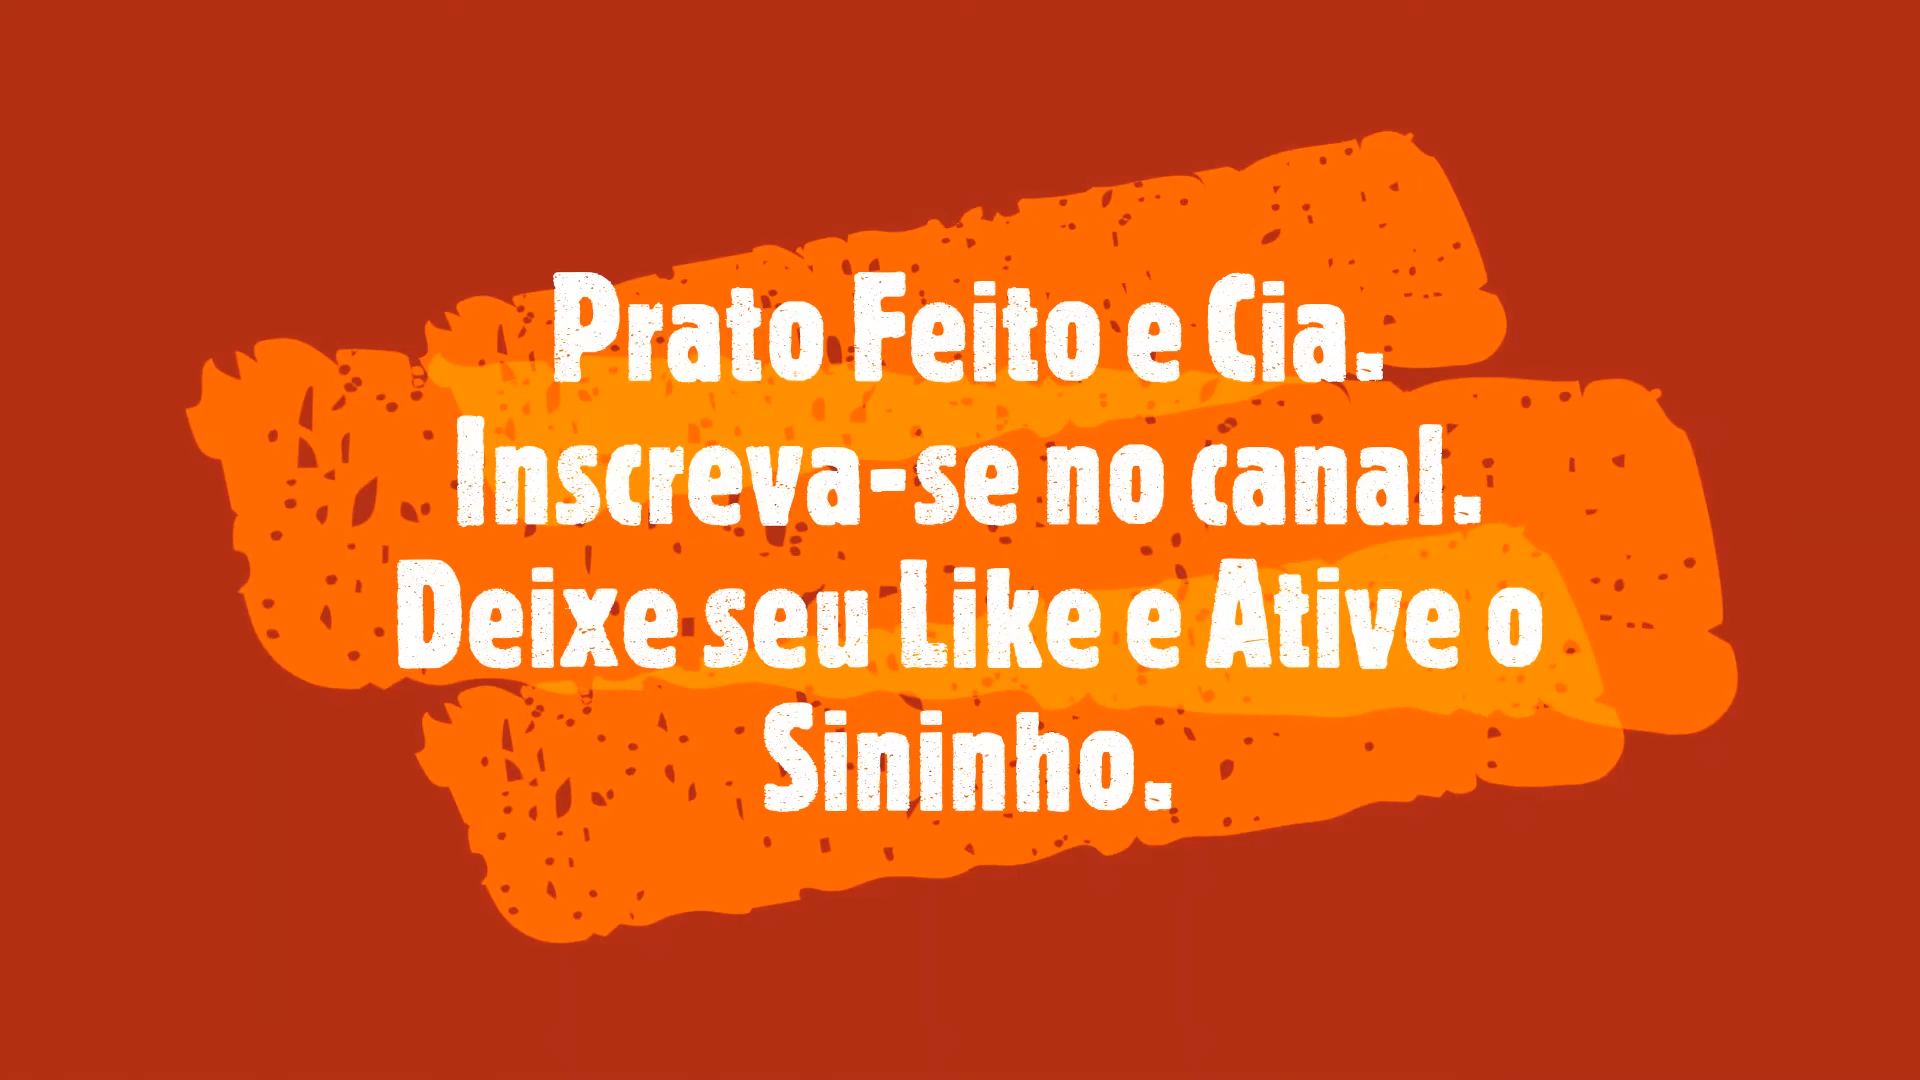 Prato Feito e Cia.
Inscreva-se no canal.
Deixe seu Like e Ative o
Sininho.